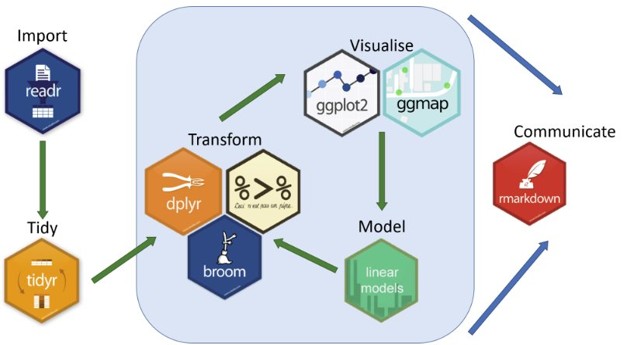 Import
readr
Tidy
tidyr
Transform
dplyr
%>%
Ceci n'est pas un pipe.
broom
Visualise
ggplot2
ggmap
Model
linear
models
Communicate
rmarkdown